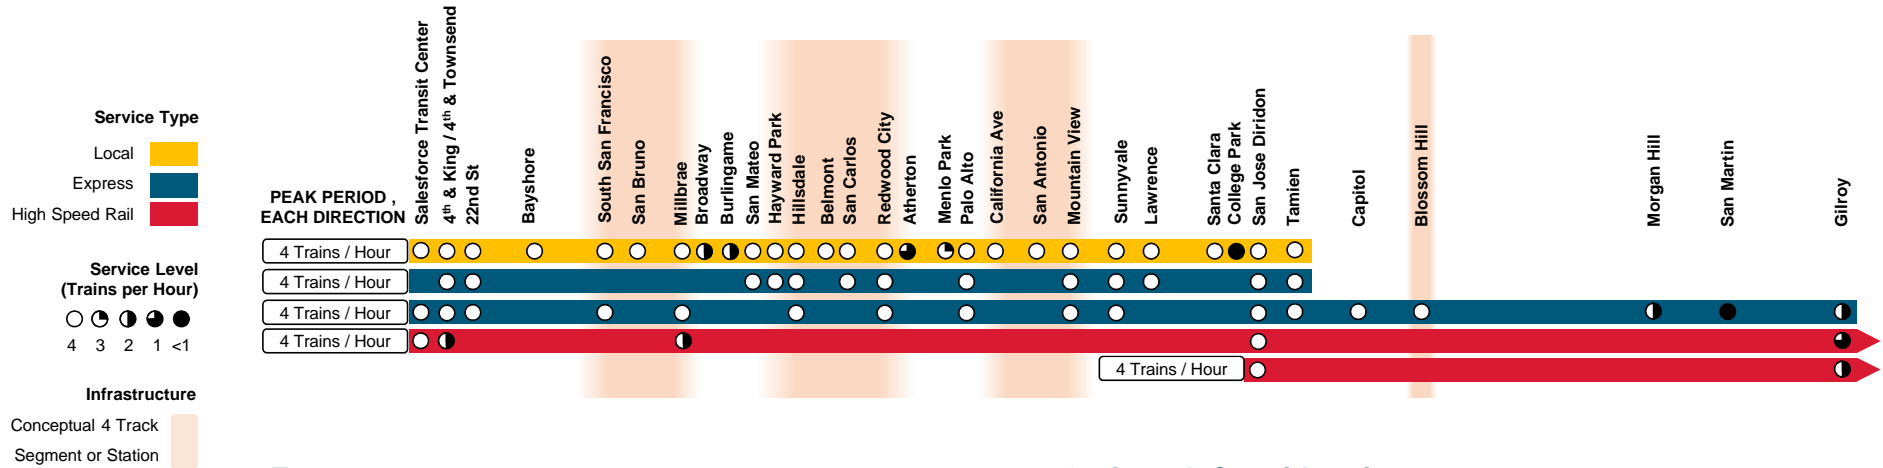 Service Type
Local
Express
High Speed Rail
Service Level
(Trains per Hour)
4 3 2 1 <1
Infrastructure
Conceptual 4 Track
Segment or Station
PEAK PERIOD ,
EACH DIRECTION
Salesforce Transit Center
4th & King / 4th & Townsend
22nd St
Bayshore
South San Francisco
San Bruno
Millbrae
Broadway
Burlingame
San Mateo
Hayward Park
Hillsdale
Belmont
San Carlos
Redwood City
Atherton
Menlo Park
Palo Alto
California Ave
San Antonio
Mountain View
Sunnyvale
Lawrence
Santa Clara
College Park
San Jose Diridon
Tamien
Capitol
Blossom Hill
Morgan Hill
San Martin
Gilroy
4 Trains / Hour
4 Trains / Hour
4 Trains / Hour
4 Trains / Hour
4 Trains / Hour